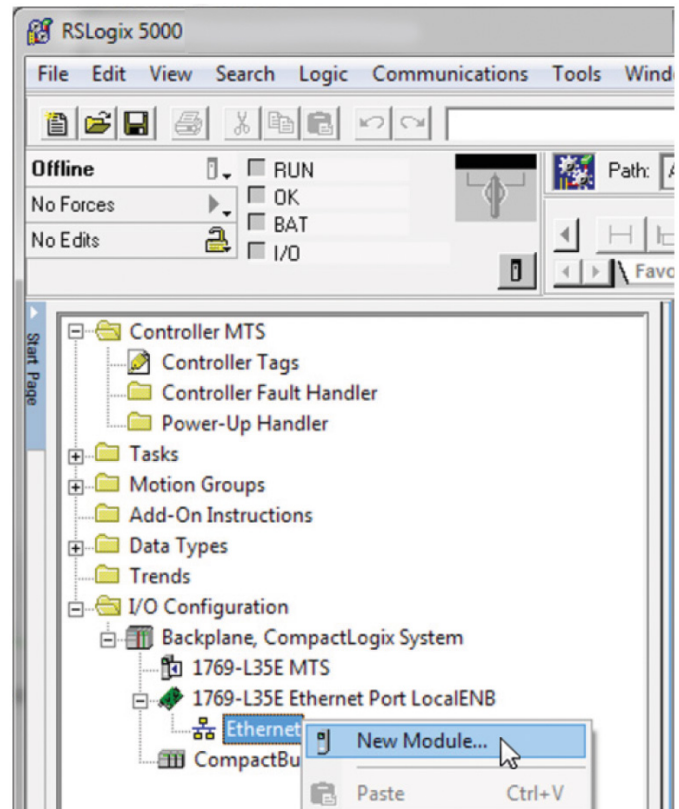 RSLogix 5000
File Edit View Search Logic Communications Tools Wind
Offline RUN
No Forces OK
No Edits BAT
I/O
Path:
Favo
Start Page
Controller MTS
Controller Tags
Controller Fault Handler
Power-Up Handler
Tasks
Motion Groups
Add-On Instructions
Data Types
Trends
I/O Configuration
Backplane, CompactLogix System
1769-L35E MTS
1769-L35E Ethernet Port LocalENB
Ethernet
New Module...
CompactBu
Paste Ctrl+V